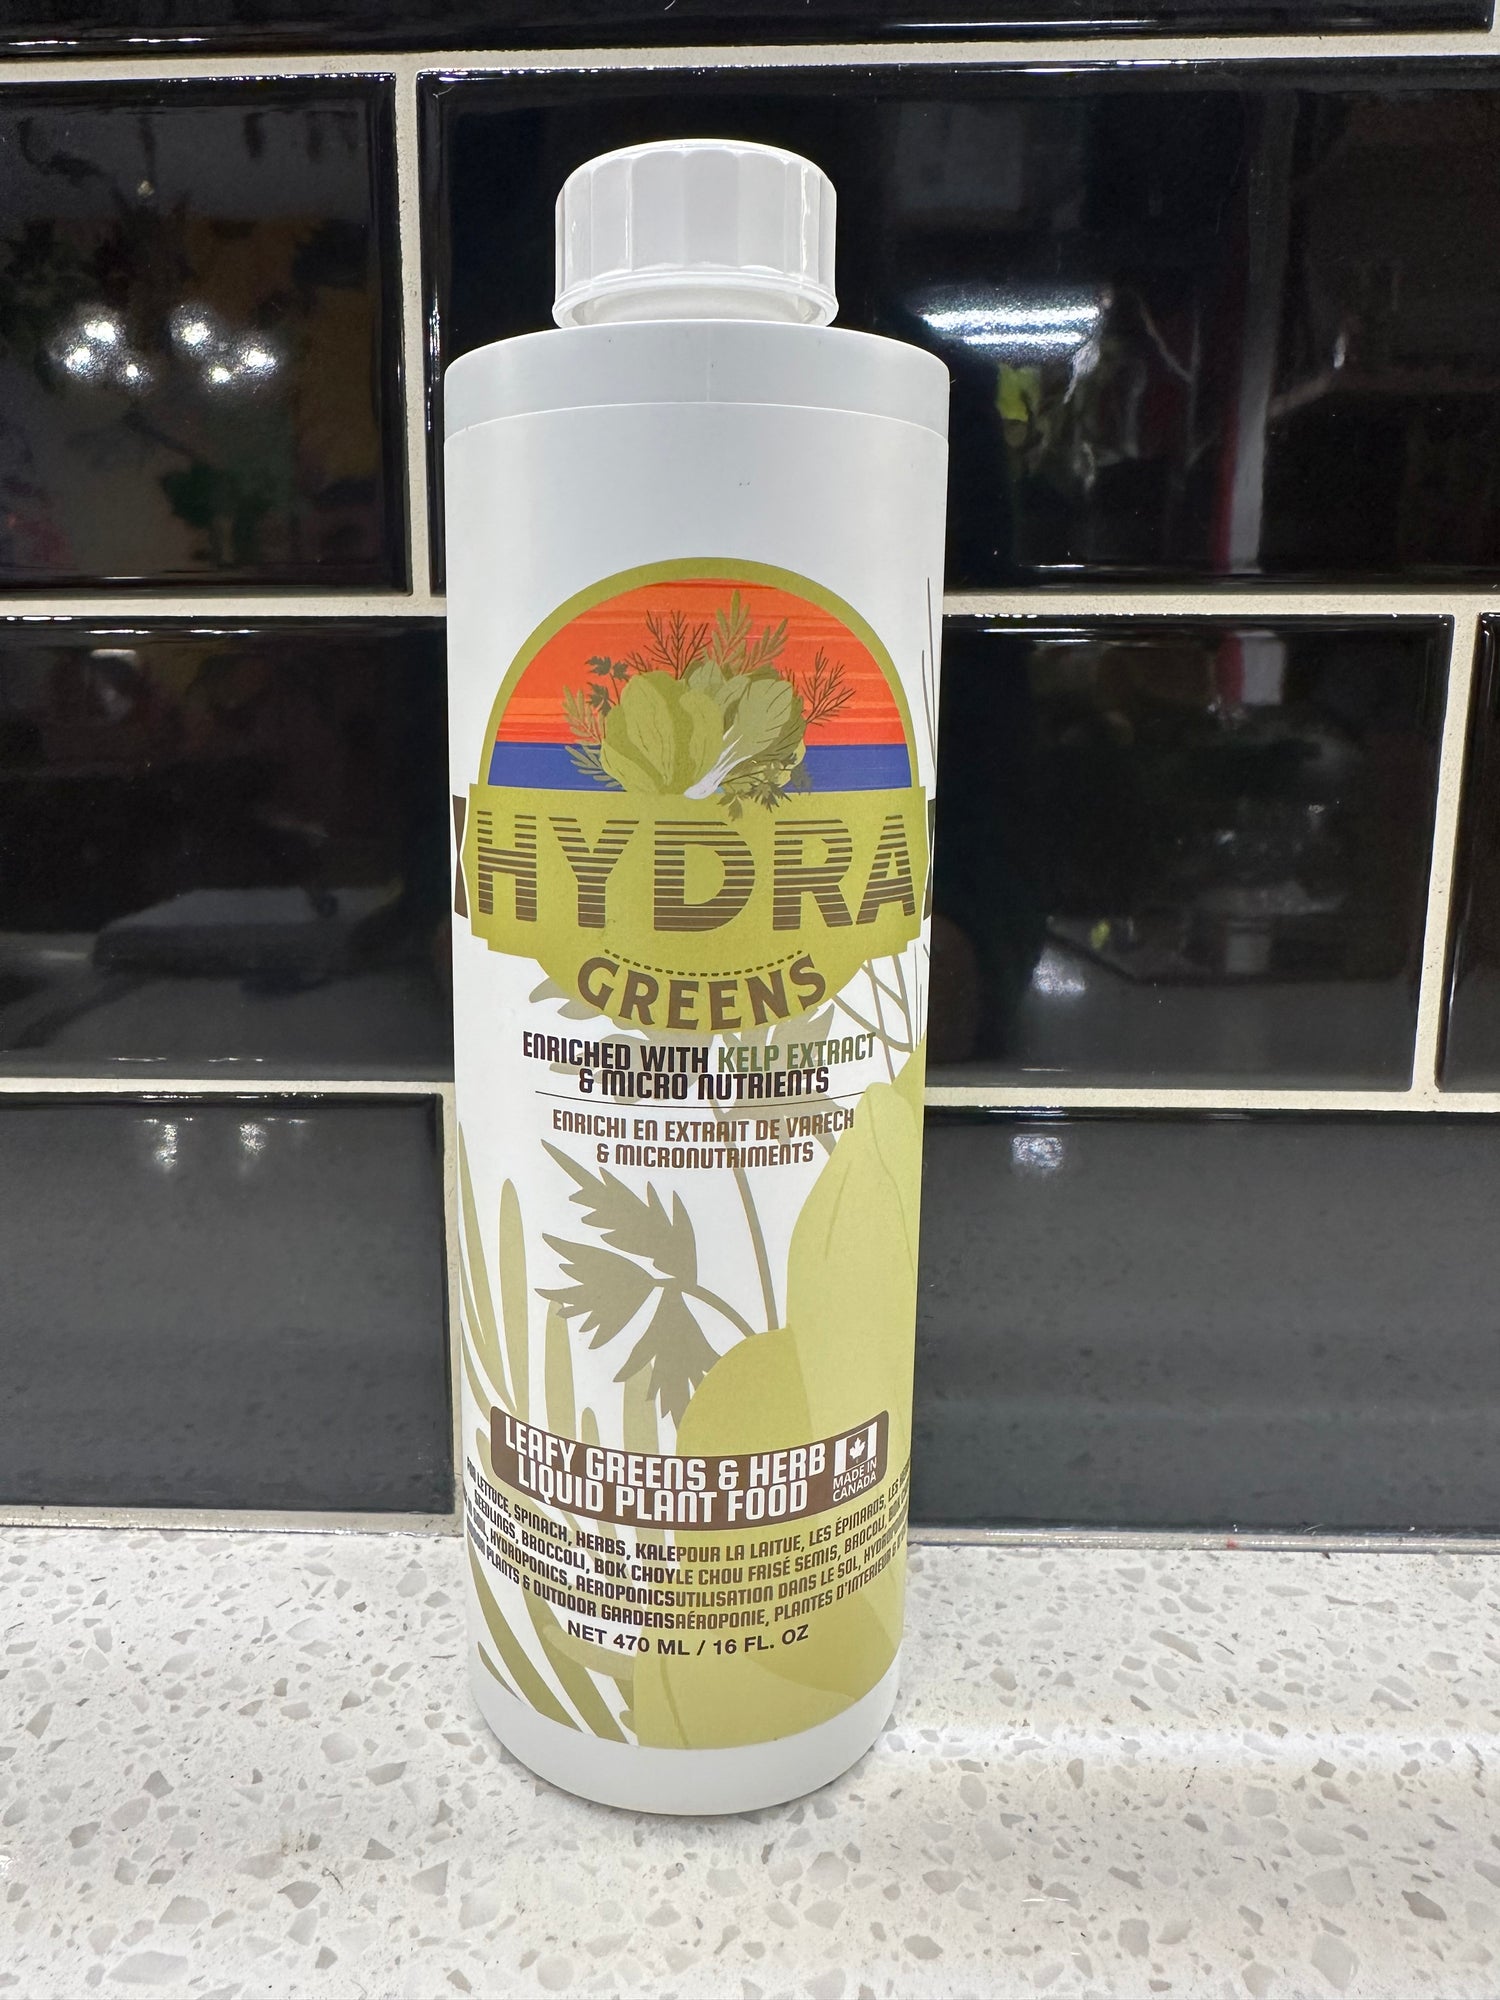 HYDRA
GREENS
ENRICHED WITH KELP EXTRACT
& MICRO NUTRIENTS
ENRICHI EN EXTRAIT DE VARECH
& MICRONUTRIMENTS
LEAFY GREENS & HERB
LIQUID PLANT FOOD
MADE IN
CANADA
LETTUCE, SPINACH, HERBS, KALE
SEEDLINGS, BROCCOLI, BOK CHOY
HYDROPONICS, AEROPONICS
PLANTS & OUTDOOR GARDENS
POUR LA LAITUE, LES ÉPINARDS,
LE CHOU FRISÉ SEMIS, BROCOLI,
UTILISATION DANS LE SOL,
AÉROPONIE, PLANTES D'INTERIEUR
NET 470 ML / 16 FL. OZ